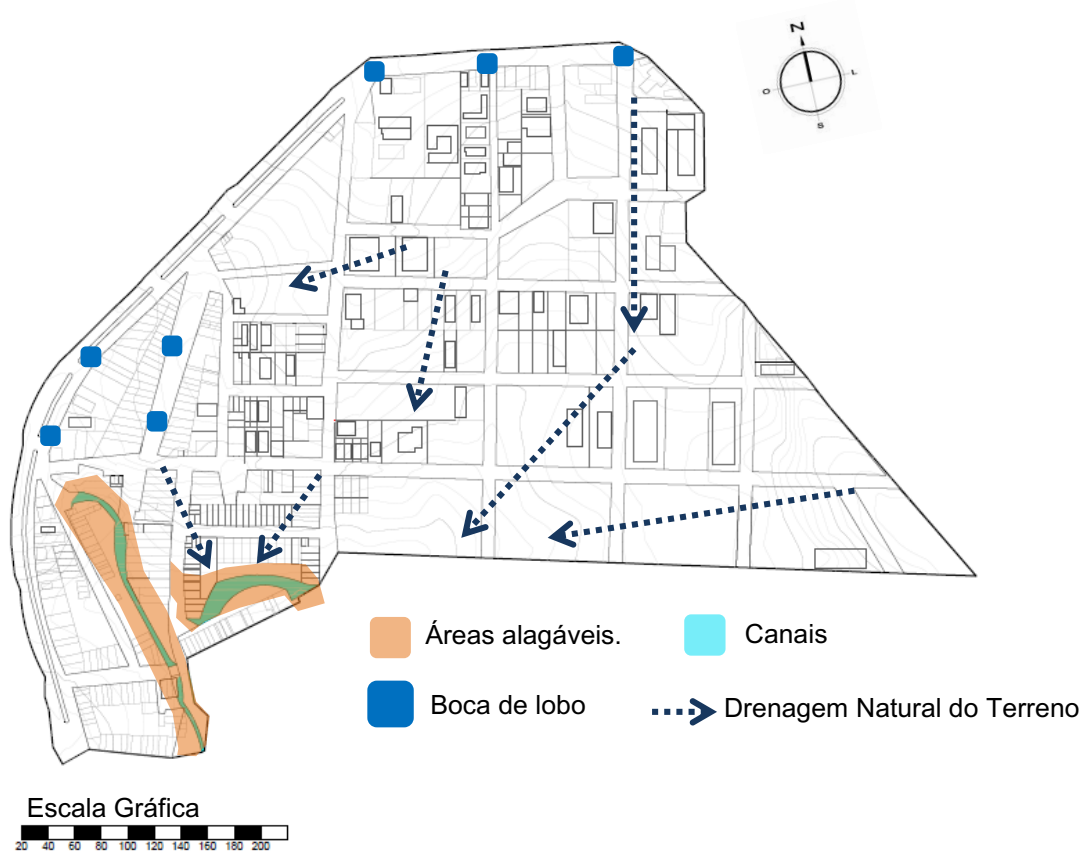 N
O
L
S
Áreas alagáveis.
Canais
Boca de lobo
Drenagem Natural do Terreno
Escala Gráfica
20 40 60 80 100 120 140 160 180 200